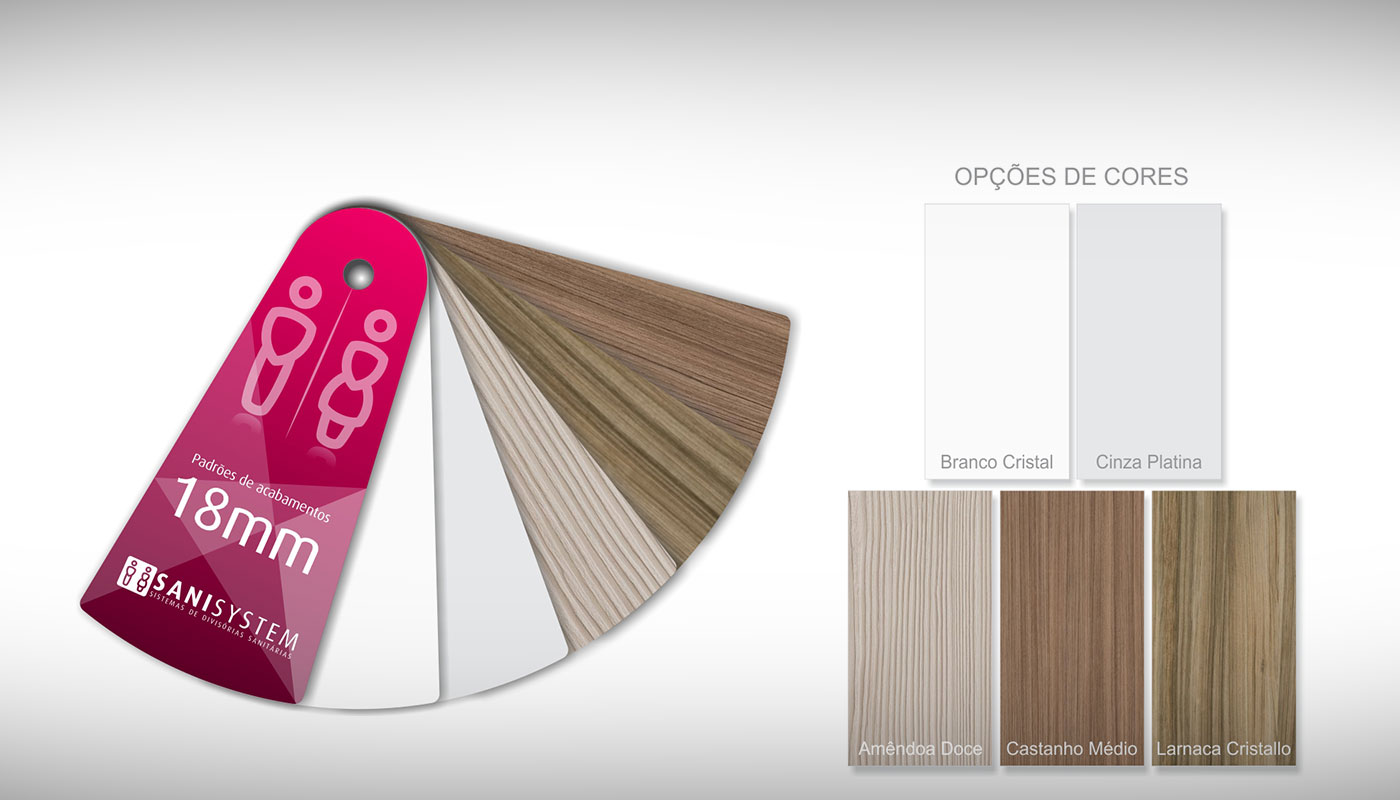 Padrões de acabamentos
18mm
SANISYSTEM
SISTEMAS DE DIVISÓRIAS SANITÁRIAS
OPÇÕES DE CORES
Branco Cristal
Cinza Platina
Amêndoa Doce
Castanho Médio
Larnaca Cristallo